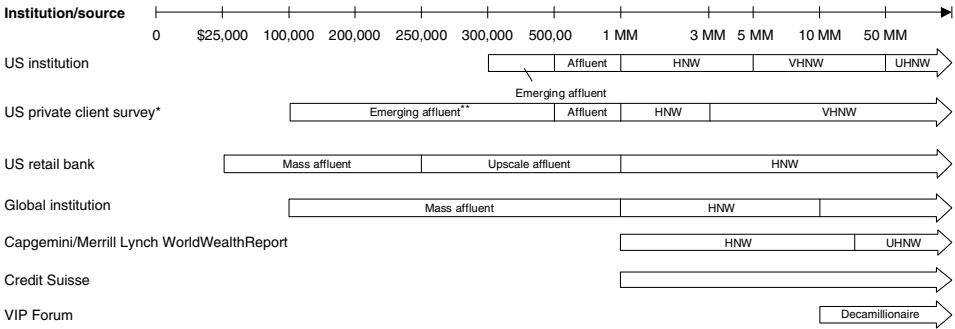 Institution/source
0 $25,000 100,000 200,000 250,000 300,000 500,00 1 MM 3 MM 5 MM 10 MM 50 MM
US institution Affluent HNW VHNW UHNW
Emerging affluent
US private client survey* Emerging affluent** Affluent HNW VHNW
US retail bank Mass affluent Upscale affluent HNW
Global institution Mass affluent HNW
Capgemini/Merrill Lynch WorldWealthReport HNW UHNW
Credit Suisse
VIP Forum Decamillionaire